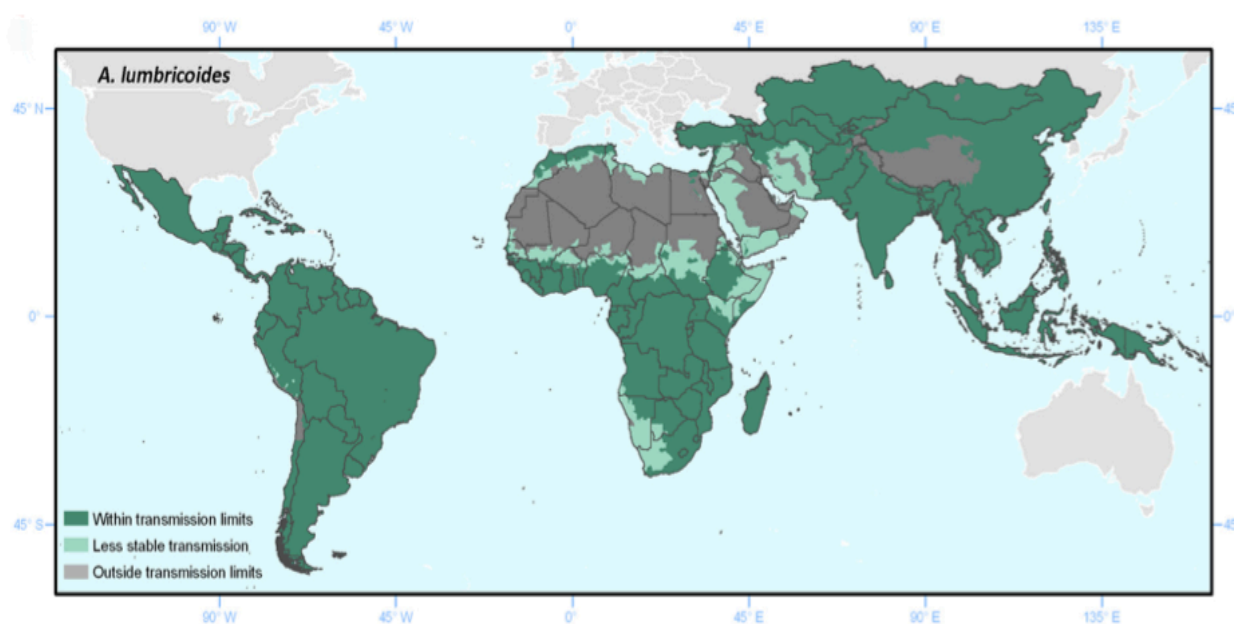 90° W 45° W 0° 45° E 90° E 135° E
A. lumbricoides
45° N 45
0° 0°
Within transmission limits
45° S 45
Less stable transmission
Outside transmission limits
90° W 45° W 0° 45° E 90° E 135° E